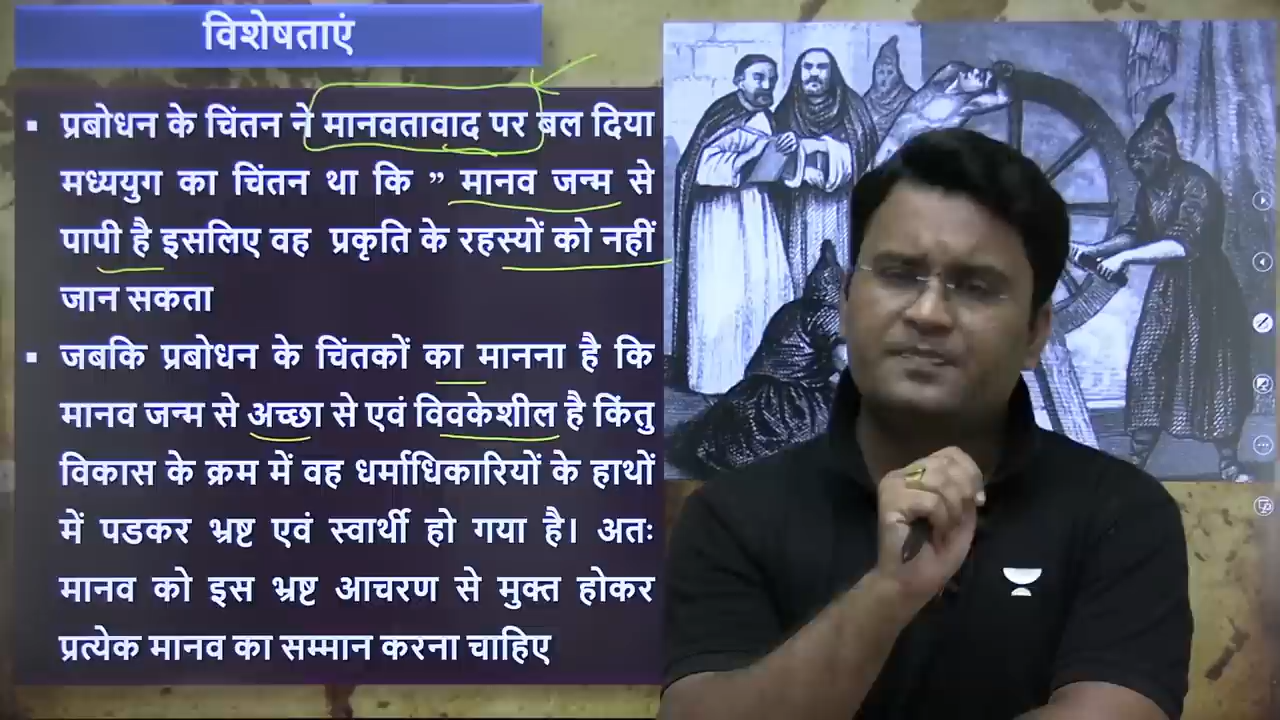 विशेषताएं
▪ प्रबोधन के चिंतन ने मानवतावाद पर बल दिया
मध्ययुग का चिंतन था कि ” मानव जन्म से
पापी है इसलिए वह प्रकृति के रहस्यों को नहीं
जान सकता
▪ जबकि प्रबोधन के चिंतकों का मानना है कि
मानव जन्म से अच्छा से एवं विवकेशील है किंतु
विकास के क्रम में वह धर्माधिकारियों के हाथों
में पडकर भ्रष्ट एवं स्वार्थी हो गया है। अतः
मानव को इस भ्रष्ट आचरण से मुक्त होकर
प्रत्येक मानव का सम्मान करना चाहिए